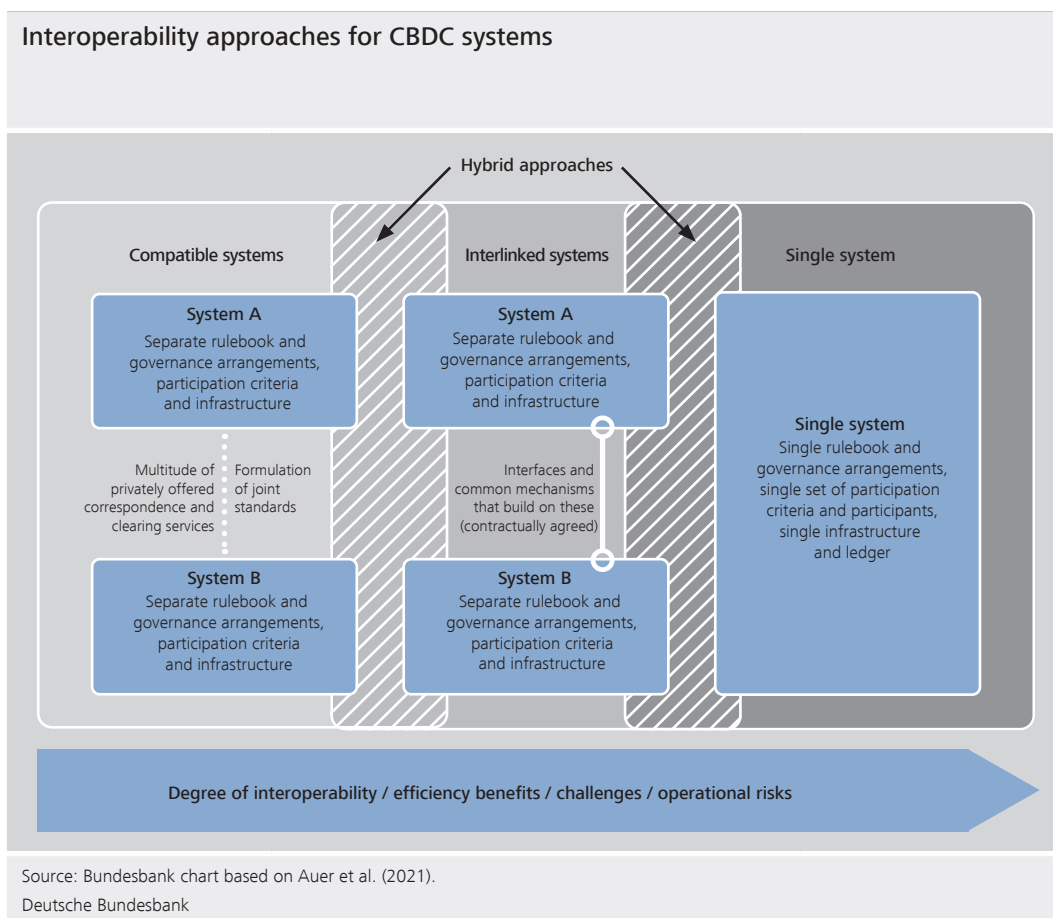 Interoperability approaches for CBDC systems
Hybrid approaches
Compatible systems
System A
Separate rulebook and
governance arrangements,
participation criteria
and infrastructure
Multitude of
privately offered
correspondence and
clearing services
Formulation
of joint
standards
System B
Separate rulebook and
governance arrangements,
participation criteria
and infrastructure
Interlinked systems
System A
Separate rulebook and
governance arrangements,
participation criteria
and infrastructure
Interfaces and
common mechanisms
that build on these
(contractually agreed)
System B
Separate rulebook and
governance arrangements,
participation criteria
and infrastructure
Single system
Single system
Single rulebook and
governance arrangements,
single set of participation
criteria and participants,
single infrastructure
and ledger
Degree of interoperability / efficiency benefits / challenges / operational risks
Source: Bundesbank chart based on Auer et al. (2021).
Deutsche Bundesbank